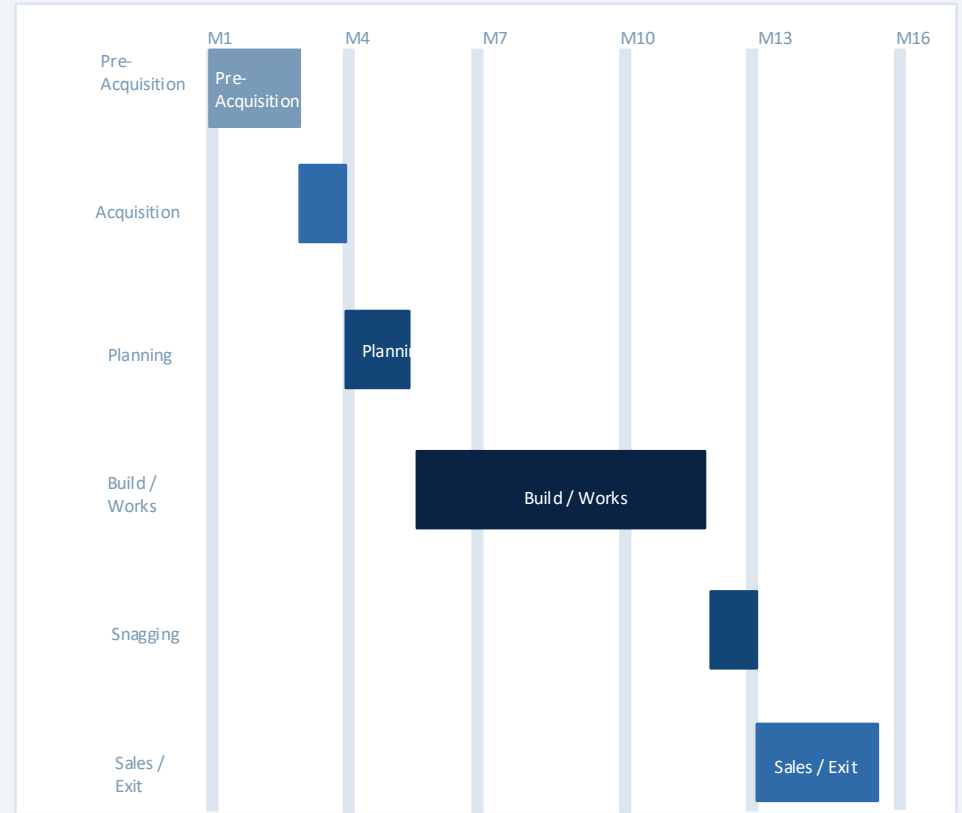 M1 M4 M7 M10 M13 M16
Pre-
Acquisition
Pre-
Acquisition
Acquisition
Planning
Plannin
Build /
Works
Build / Works
Snagging
Sales /
Exit
Sales / Exit